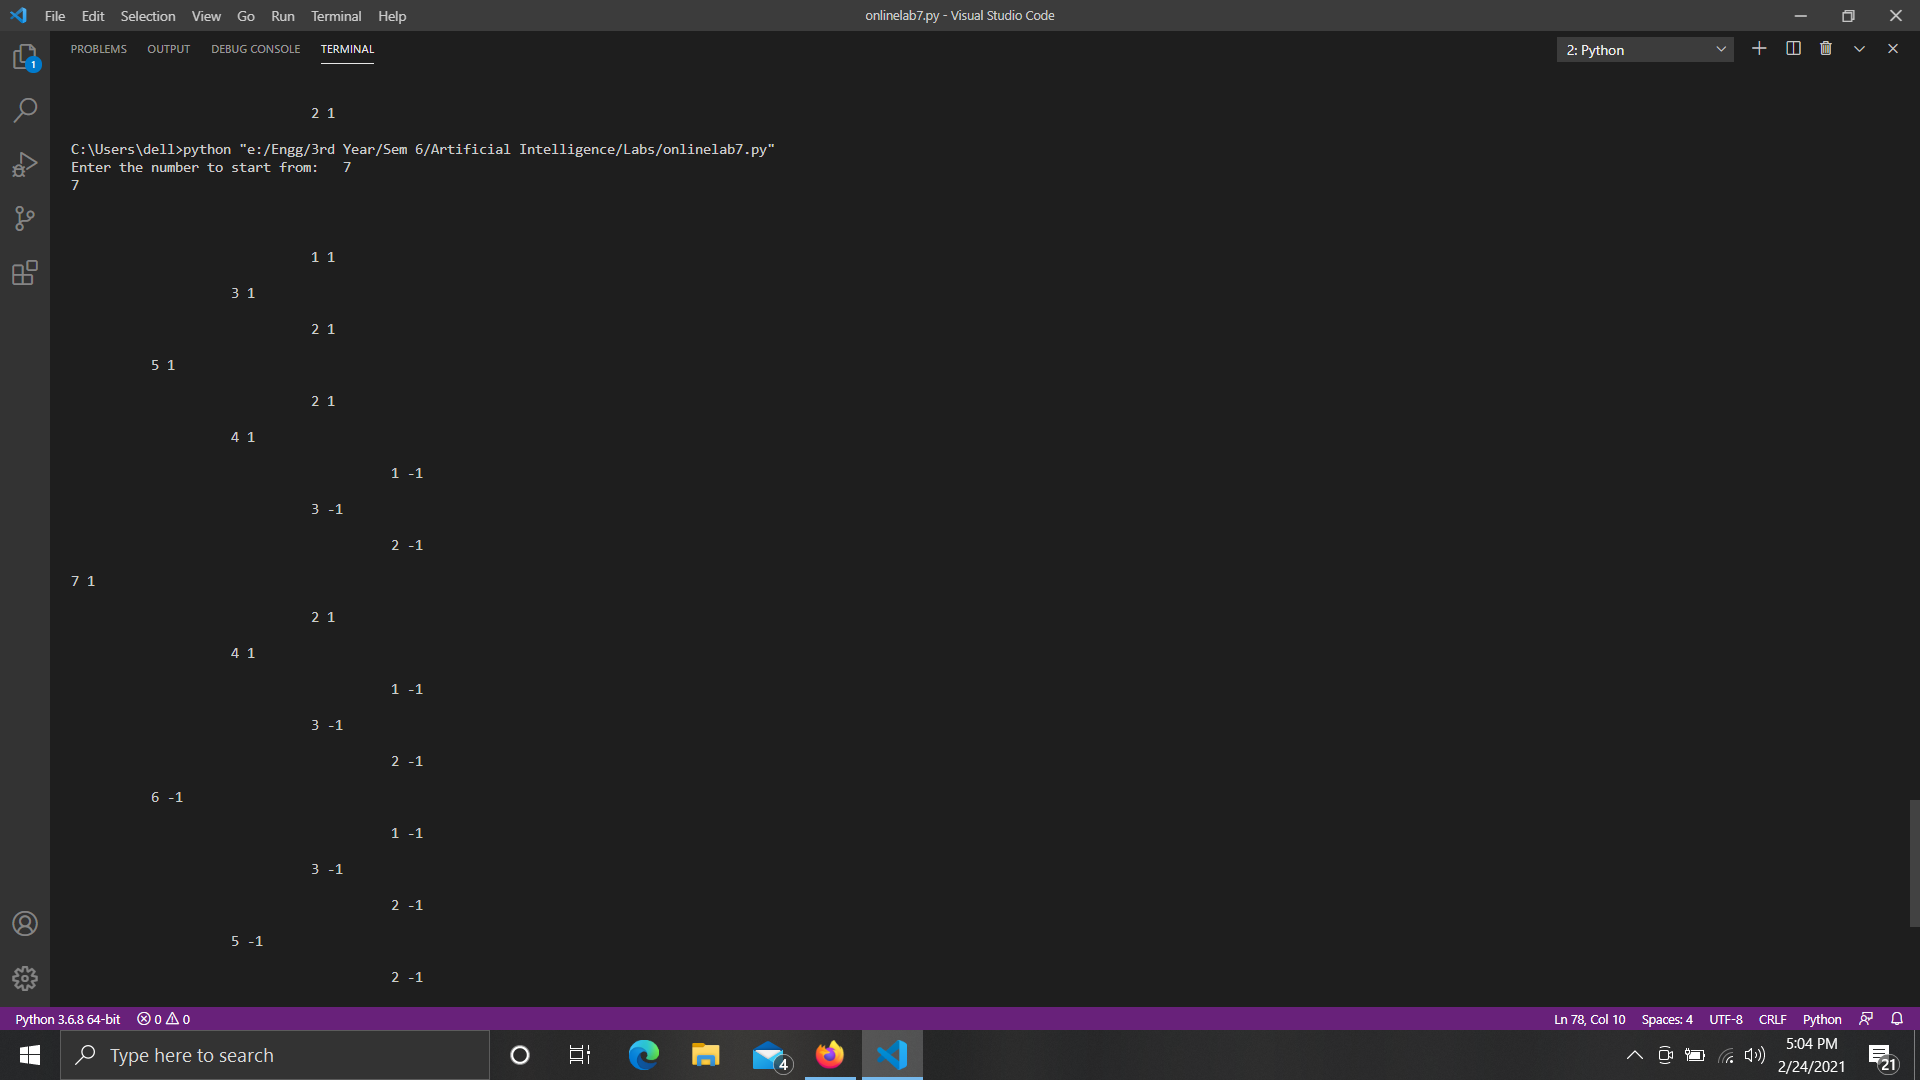 File Edit Selection View Go Run Terminal Help
onlinelab7.py - Visual Studio Code
PROBLEMS OUTPUT DEBUG CONSOLE TERMINAL
2: Python
1
2 1
C:\Users\dell>python "e:/Engg/3rd Year/Sem 6/Artificial Intelligence/Labs/onlinelab7.py"
Enter the number to start from:   7
7
1 1
3 1
2 1
5 1
2 1
4 1
1 -1
3 -1
2 -1
7 1
2 1
4 1
1 -1
3 -1
2 -1
6 -1
1 -1
3 -1
2 -1
5 -1
2 -1
Python 3.6.8 64-bit 0 0
Ln 78, Col 10 Spaces: 4 UTF-8 CRLF Python
Type here to search
4
5:04 PM
2/24/2021
21